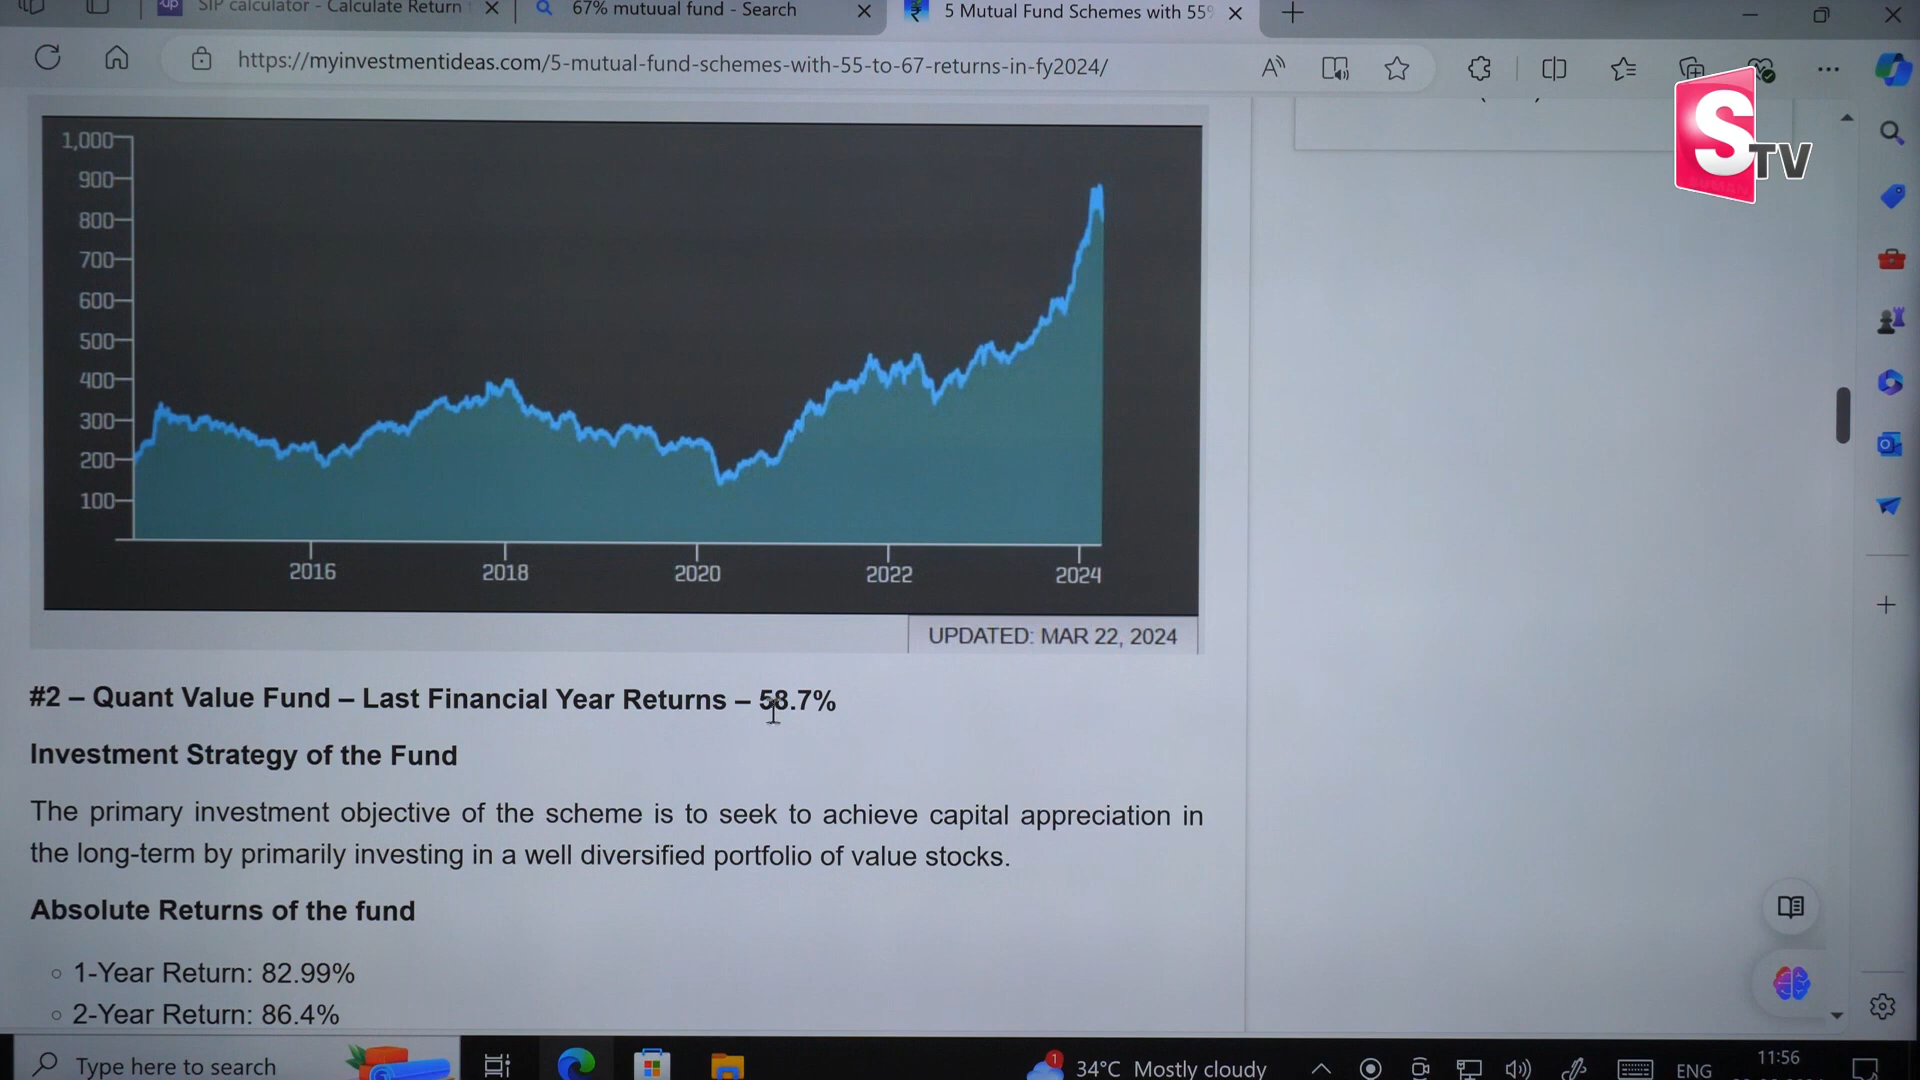 SIP calculator - Calculate Return
67% mutuual fund - Search
5 Mutual Fund Schemes with 55%
https://myinvestmentideas.com/5-mutual-fund-schemes-with-55-to-67-returns-in-fy2024/
S TV
1,000
900
800
700
600
500
400
300
200
100
2016 2018 2020 2022 2024
UPDATED: MAR 22, 2024
#2 – Quant Value Fund – Last Financial Year Returns – 58.7%
Investment Strategy of the Fund
The primary investment objective of the scheme is to seek to achieve capital appreciation in
the long-term by primarily investing in a well diversified portfolio of value stocks.
Absolute Returns of the fund
1-Year Return: 82.99%
2-Year Return: 86.4%
Type here to search
1
34°C Mostly cloudy
ENG
11:56